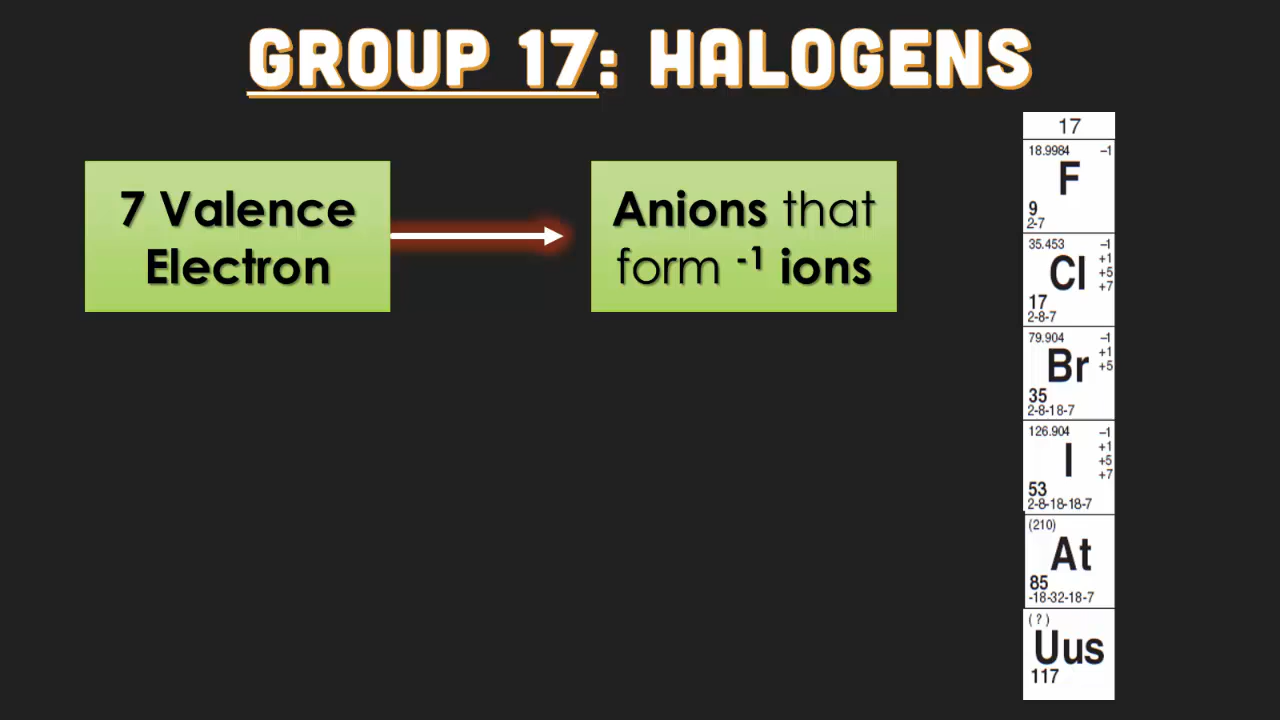 GROUP 17: HALOGENS
7 Valence
Electron
Anions that
form -1 ions
17
18.9984 –1
F
9
2-7
35.453 –1
+1
Cl +5
+7
17
2-8-7
79.904 –1
+1
Br +5
35
2-8-18-7
126.904 –1
+1
I +5
+7
53
2-8-18-18-7
(210)
At
85
-18-32-18-7
(?)
Uus
117